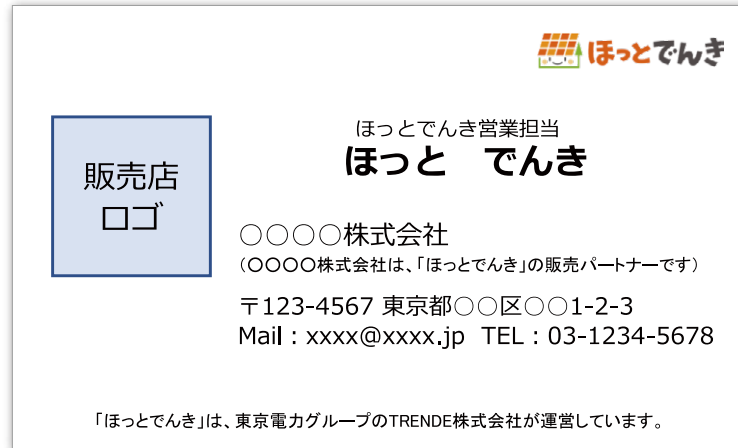 ほっとでんき
販売店
ロゴ
ほっとでんき営業担当
ほっと でんき
○○○○株式会社
（○○○○株式会社は、「ほっとでんき」の販売パートナーです）
〒123-4567 東京都○○区○○1-2-3
Mail：xxxx@xxxx.jp TEL：03-1234-5678
「ほっとでんき」は、東京電力グループのTRENDE株式会社が運営しています。